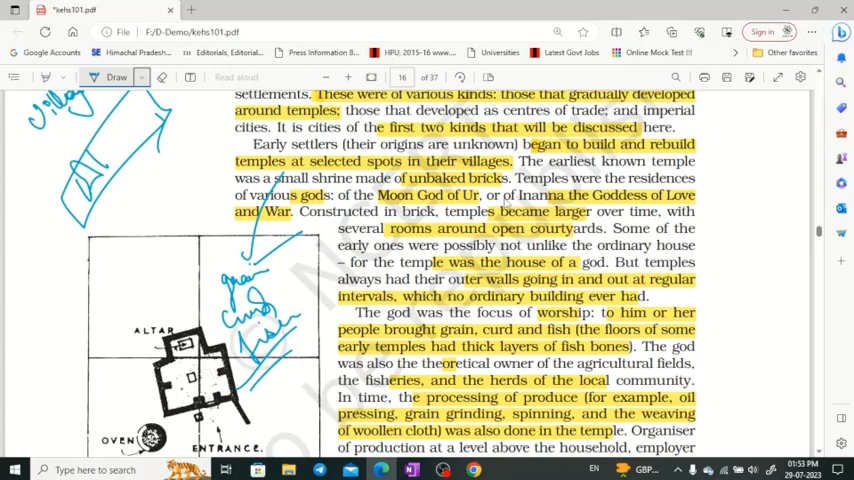 *kehs101.pdf
File
D:/D-Demo/kehs101.pdf
Sign in
Google Accounts
Himachal Pradesh...
Editorials, Editorial...
Press Information B...
HPU, 2015-16 www....
Universities
Latest Govt Jobs
Online Mock Test !!!
Other favorites
Draw
Read aloud
16 of 37
settlements. These were of various kinds: those that gradually developed
around temples; those that developed as centres of trade; and imperial
cities. It is cities of the first two kinds that will be discussed here.
Early settlers (their origins are unknown) began to build and rebuild
temples at selected spots in their villages. The earliest known temple
was a small shrine made of unbaked bricks. Temples were the residences
of various gods: of the Moon God of Ur, or of Inanna the Goddess of Love
and War. Constructed in brick, temples became larger over time, with
several rooms around open courtyards. Some of the
early ones were possibly not unlike the ordinary house
– for the temple was the house of a god. But temples
always had their outer walls going in and out at regular
intervals, which no ordinary building ever had.
The god was the focus of worship: to him or her
people brought grain, curd and fish (the floors of some
early temples had thick layers of fish bones). The god
was also the theoretical owner of the agricultural fields,
the fisheries, and the herds of the local community.
In time, the processing of produce (for example, oil
pressing, grain grinding, spinning, and the weaving
of woollen cloth) was also done in the temple. Organiser
of production at a level above the household, employer
village
grain
curd
fish
ALTAR
OVEN
ENTRANCE.
© NCERT
to be republished
Type here to search
EN
GBP...
01:53 PM
29-07-2023